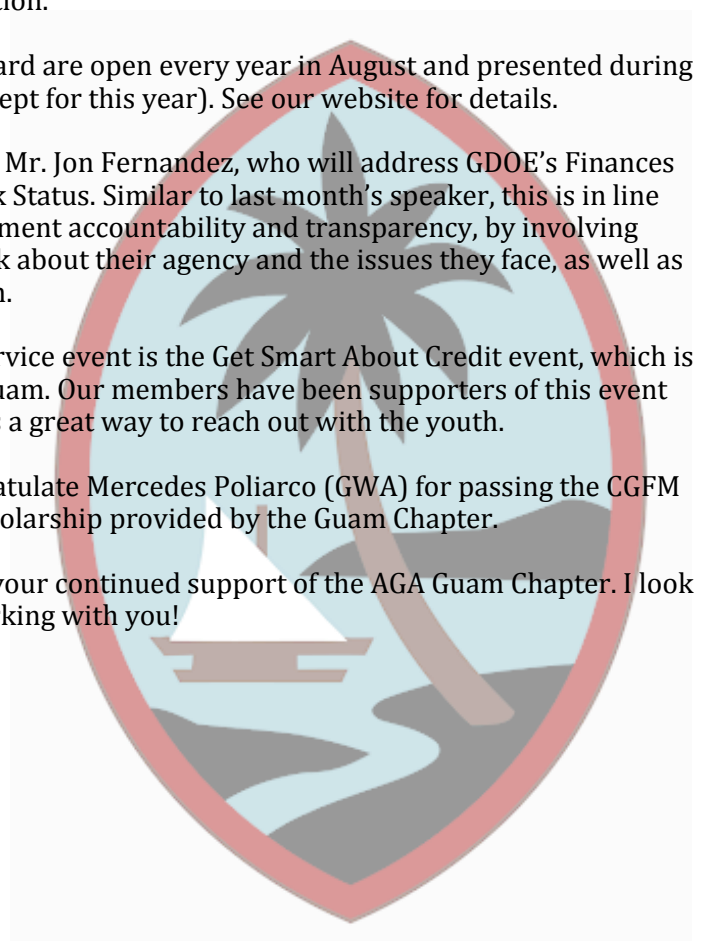 tion.
ard are open every year in August and presented during
ept for this year). See our website for details.
Mr. Jon Fernandez, who will address GDOE's Finances
k Status. Similar to last month's speaker, this is in line
ment accountability and transparency, by involving
k about their agency and the issues they face, as well as
n.
rvice event is the Get Smart About Credit event, which is
uam. Our members have been supporters of this event
s a great way to reach out with the youth.
atulate Mercedes Poliarco (GWA) for passing the CGFM
olarship provided by the Guam Chapter.
your continued support of the AGA Guam Chapter. I look
rking with you!